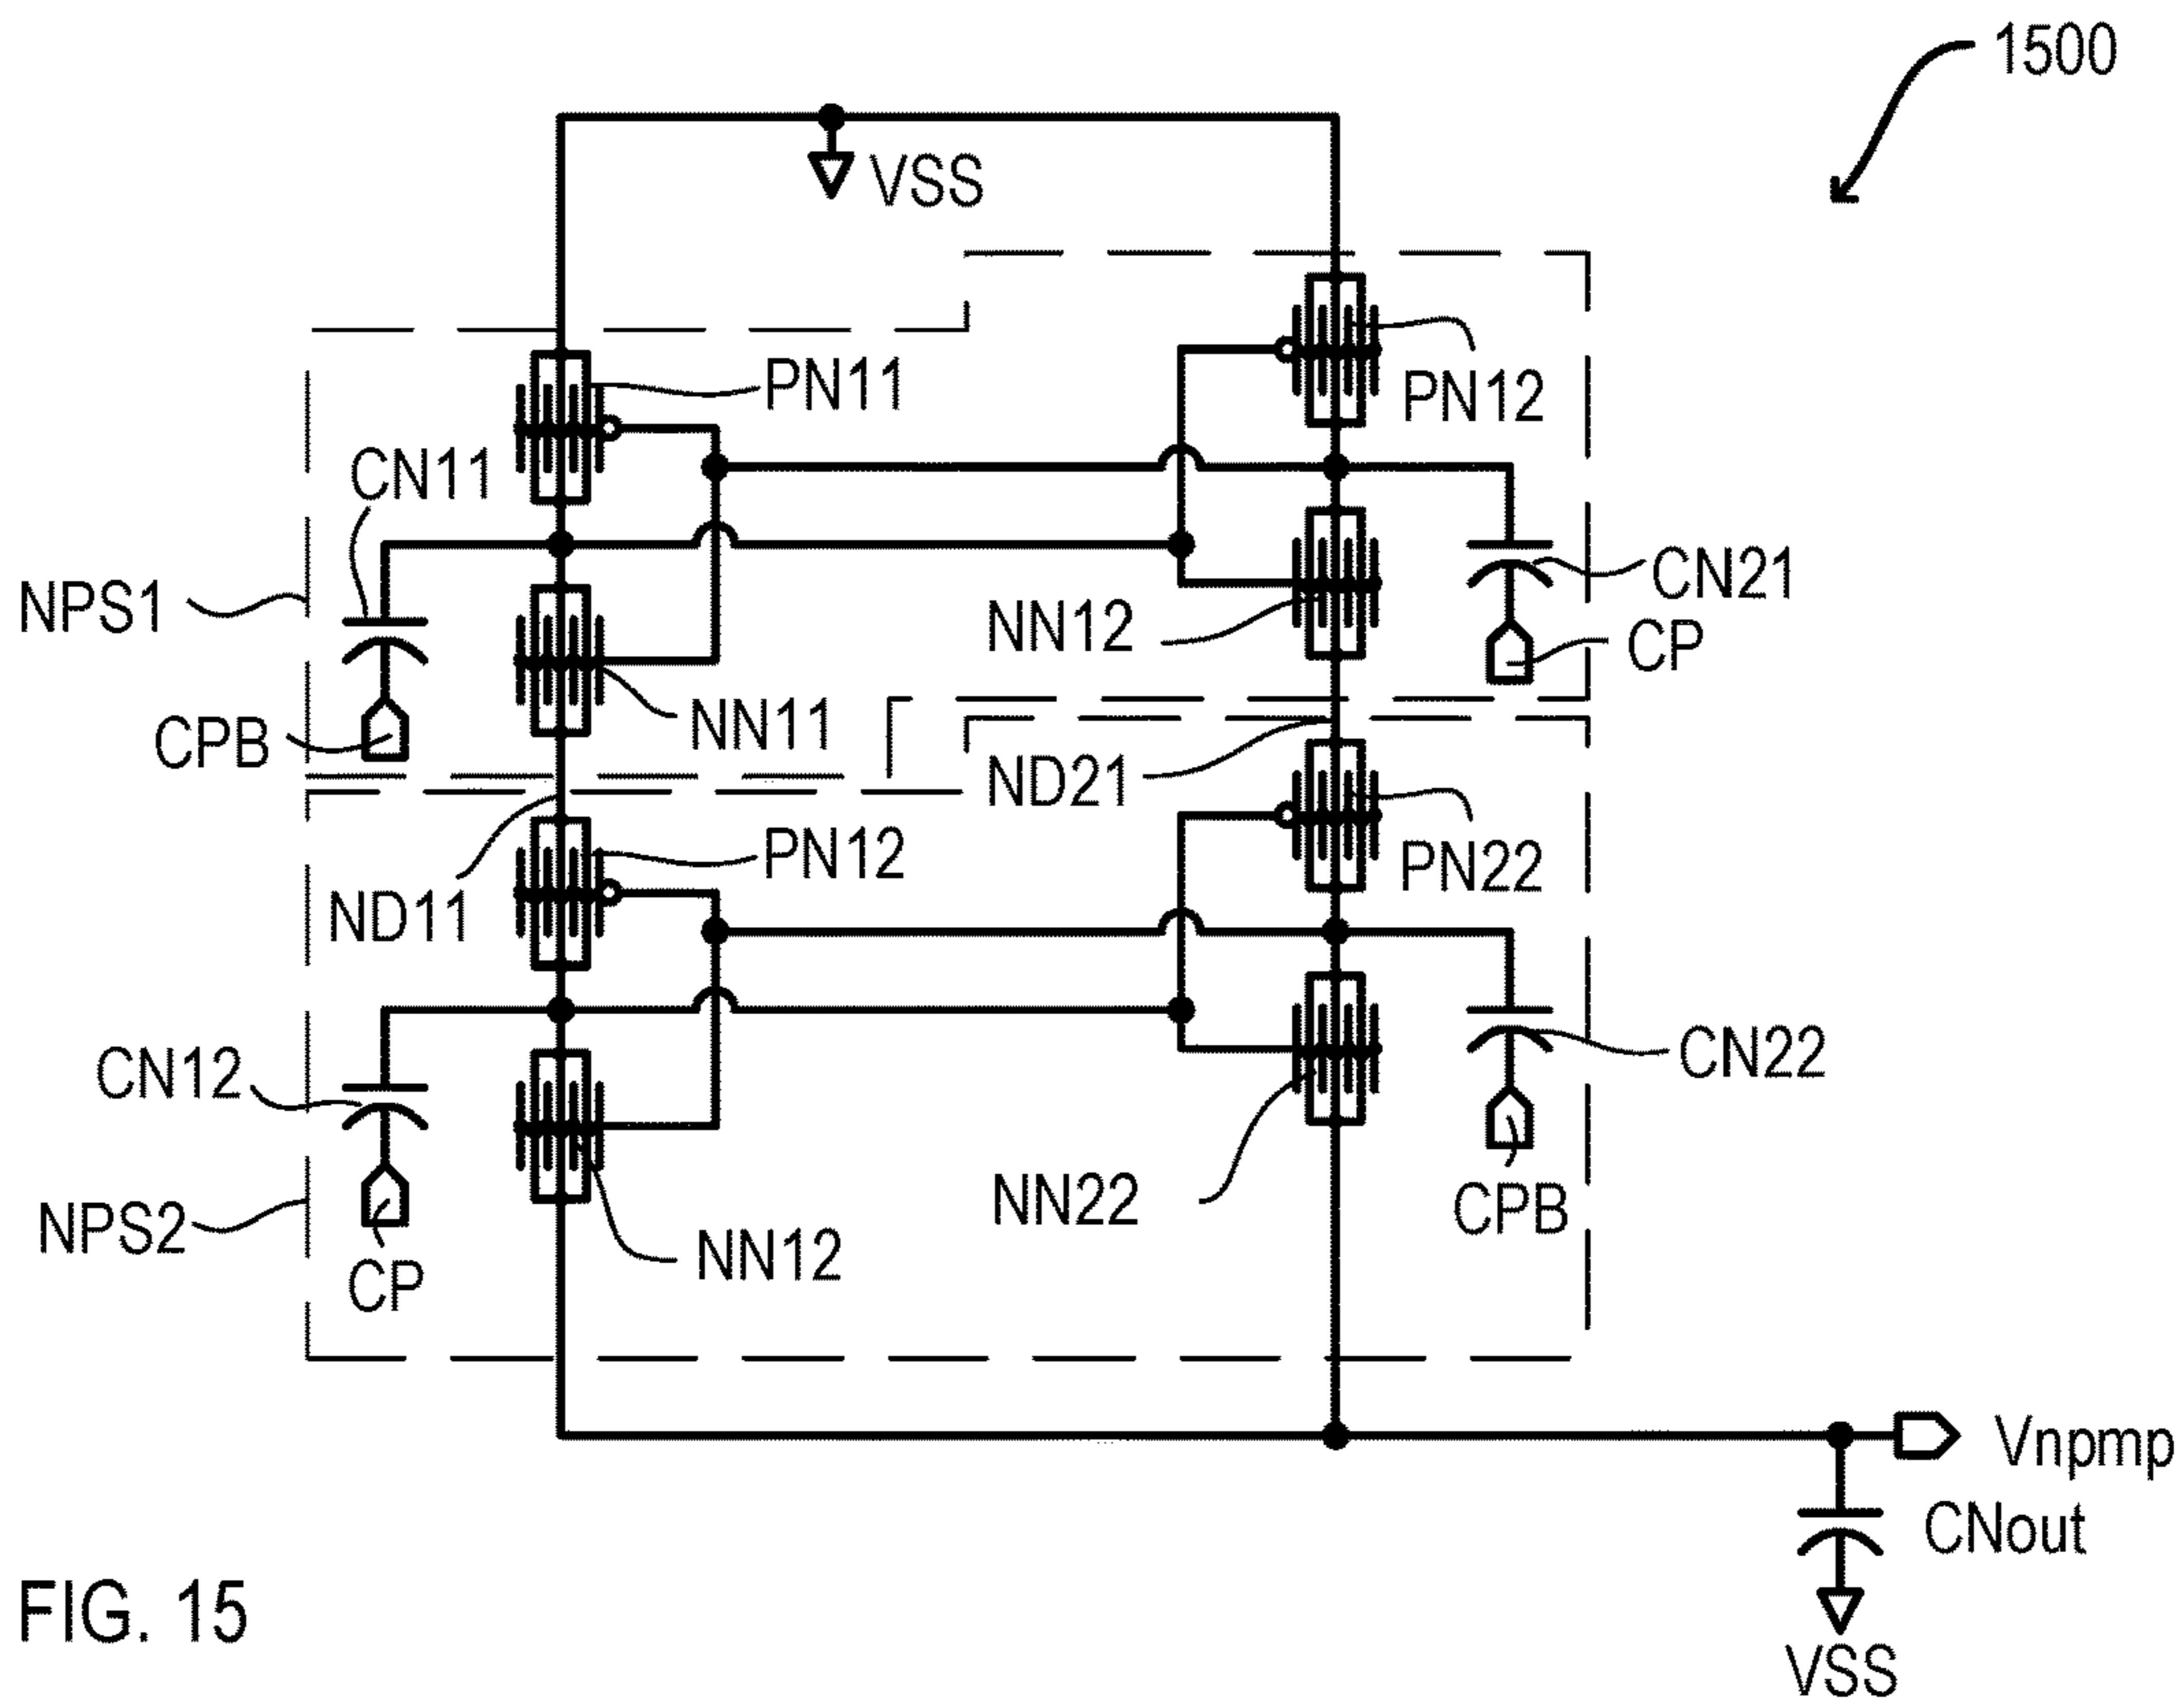 1500
VSS
PN11
PN12
CN11
CN21
NPS1
NN12
CP
NN11
CPB
ND21
PN12
PN22
ND11
CN12
CN22
NN22
CPB
NPS2
NN12
CP
Vnpmp
CNout
FIG. 15
VSS